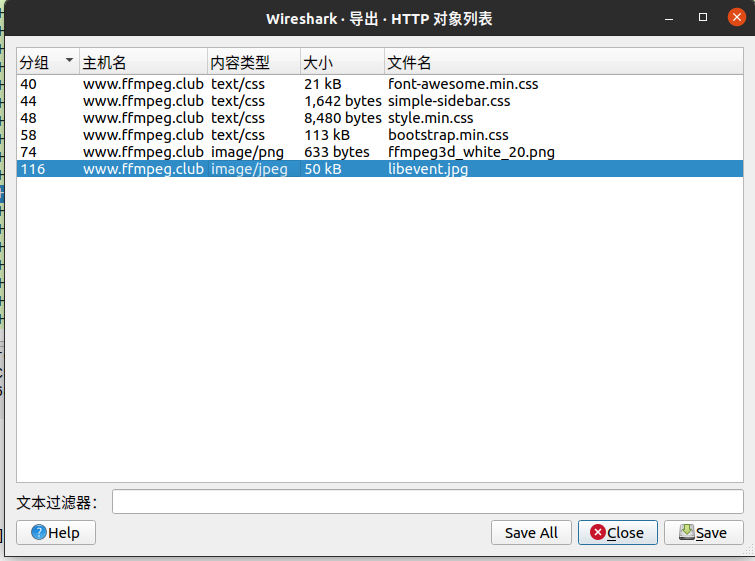 Wireshark · 导出 · HTTP 对象列表
分组 主机名 内容类型 大小 文件名
40 www.ffmpeg.club text/css 21 kB font-awesome.min.css
44 www.ffmpeg.club text/css 1,642 bytes simple-sidebar.css
48 www.ffmpeg.club text/css 8,480 bytes style.min.css
58 www.ffmpeg.club text/css 113 kB bootstrap.min.css
74 www.ffmpeg.club image/png 633 bytes ffmpeg3d_white_20.png
116 www.ffmpeg.club image/jpeg 50 kB libevent.jpg
文本过滤器：
Help Save All Close Save